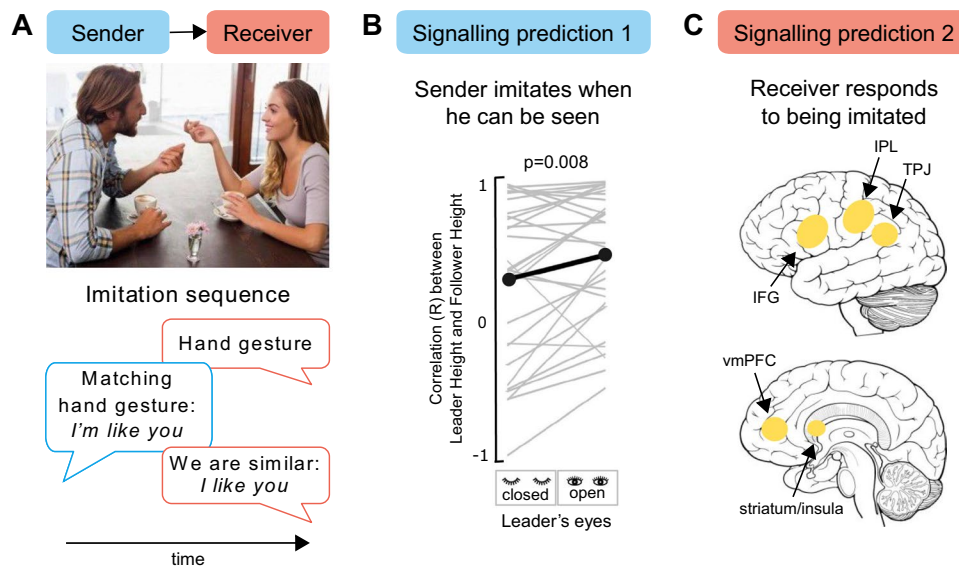 A
Sender
Receiver
Imitation sequence
Hand gesture
Matching
hand gesture:
I'm like you
We are similar:
I like you
time
B
Signalling prediction 1
Sender imitates when
he can be seen
p=0.008
Correlation (R) between
Leader Height and Follower Height
1
0
-1
closed
open
Leader's eyes
C
Signalling prediction 2
Receiver responds
to being imitated
IPL
TPJ
IFG
vmPFC
striatum/insula